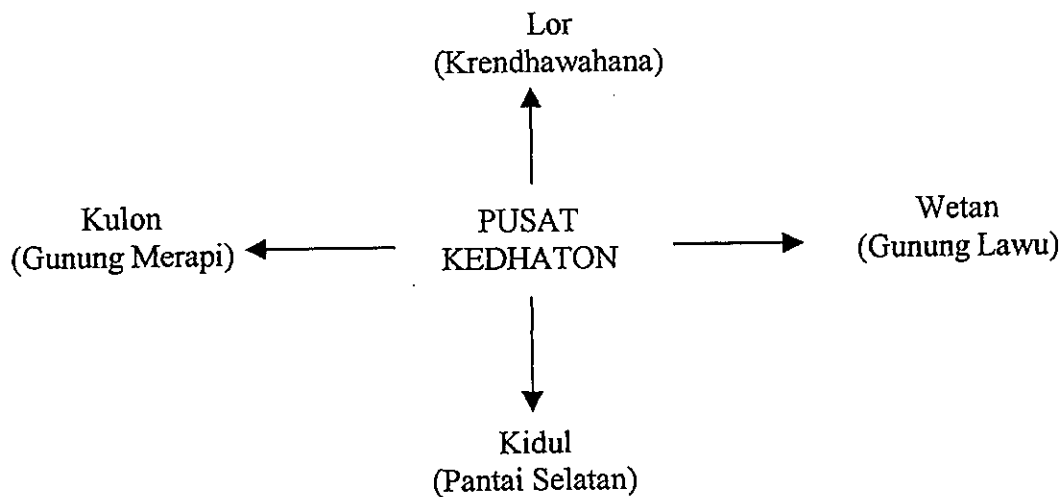 Lor
(Krendhawahana)
Kulon
(Gunung Merapi)
PUSAT
KEDHATON
Wetan
(Gunung Lawu)
Kidul
(Pantai Selatan)